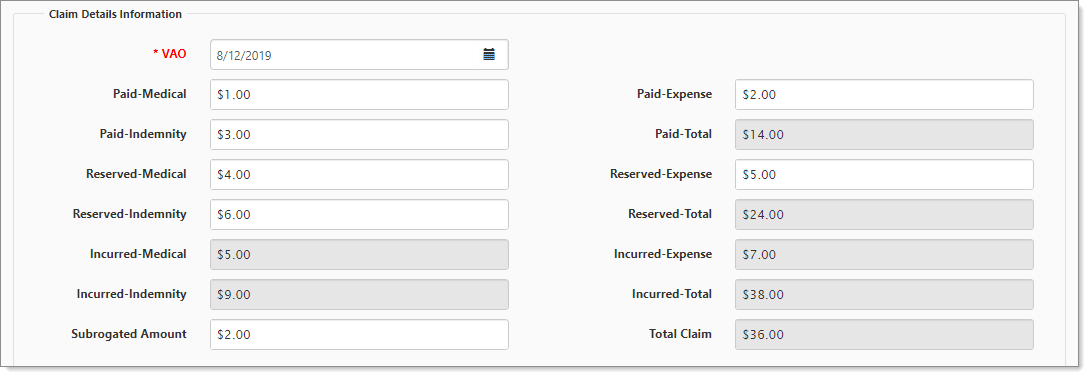 Claim Details Information
* VAO 8/12/2019
Paid-Medical $1.00 Paid-Expense $2.00
Paid-Indemnity $3.00 Paid-Total $14.00
Reserved-Medical $4.00 Reserved-Expense $5.00
Reserved-Indemnity $6.00 Reserved-Total $24.00
Incurred-Medical $5.00 Incurred-Expense $7.00
Incurred-Indemnity $9.00 Incurred-Total $38.00
Subrogated Amount $2.00 Total Claim $36.00